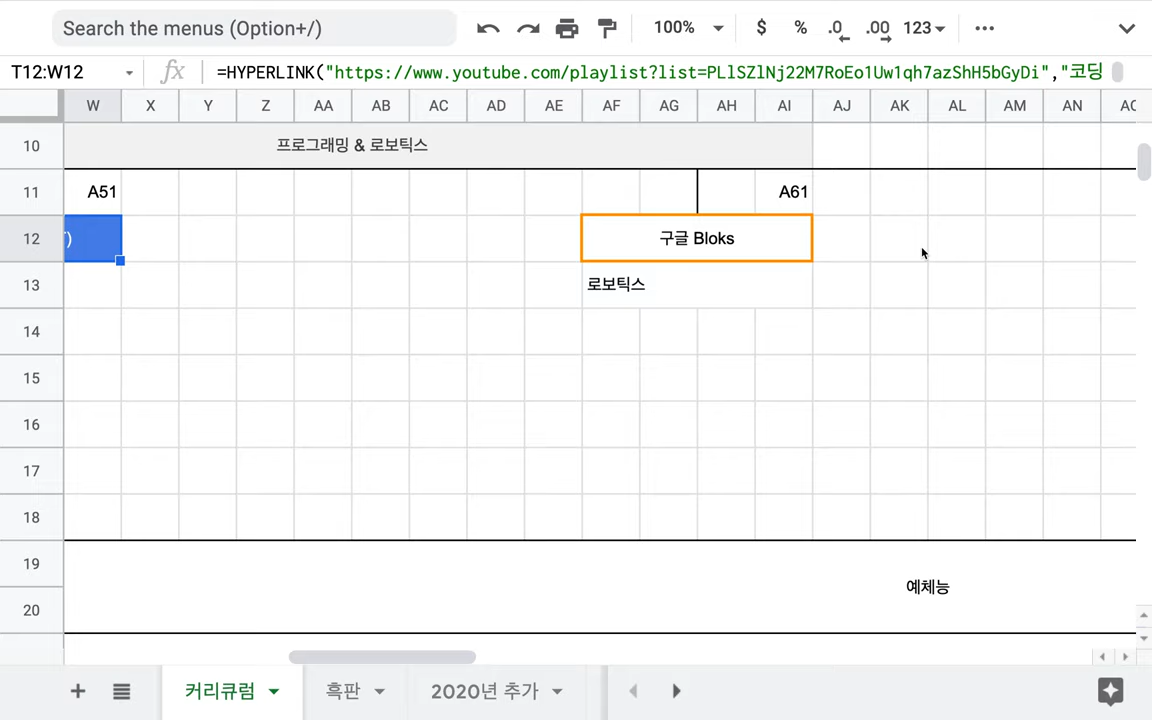 Search the menus (Option+/)
100%
$ % .0 .00 123
T12:W12
fx
=HYPERLINK("https://www.youtube.com/playlist?list=PLlSZlNj22M7RoEo1Uw1qh7azShH5bGyDi","코딩
W X Y Z AA AB AC AD AE AF AG AH AI AJ AK AL AM AN
10 프로그래밍 & 로보틱스
11 A51 A61
12 구글 Bloks
13 로보틱스
14
15
16
17
18
19 예체능
20
커리큐럼 흑판 2020년 추가